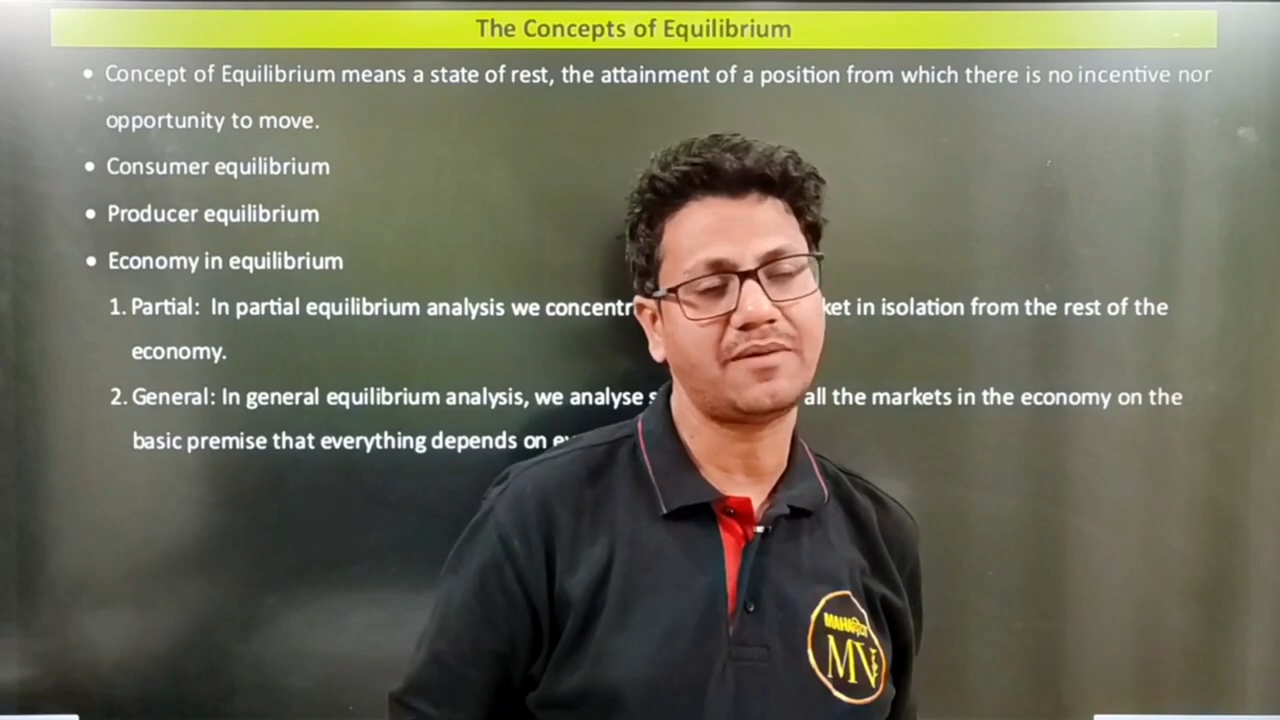 The Concepts of Equilibrium
• Concept of Equilibrium means a state of rest, the attainment of a position from which there is no incentive nor
opportunity to move.
• Consumer equilibrium
• Producer equilibrium
• Economy in equilibrium
1. Partial: In partial equilibrium analysis we in isolation from the rest of the
economy.
2. General: In general equilibrium analysis, we analyse all the markets in the economy on the
basic premise that everything depends on
MV